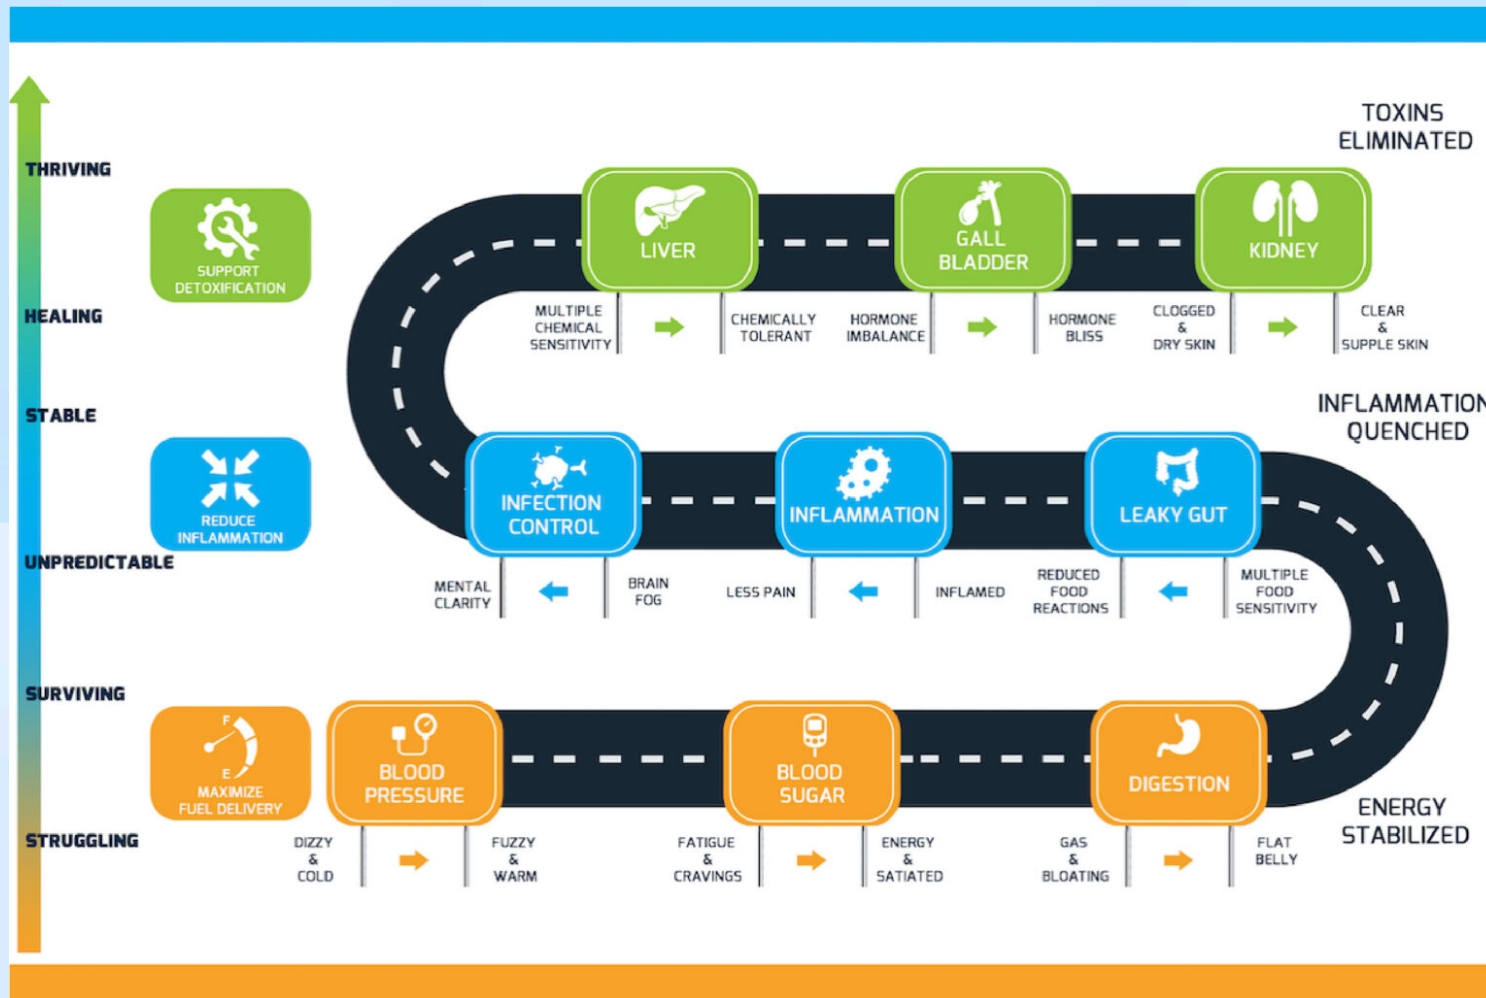 TOXINS
ELIMINATED
THRIVING
SUPPORT
DETOXIFICATION
LIVER
GALL
BLADDER
KIDNEY
HEALING
MULTIPLE
CHEMICAL
SENSITIVITY
CHEMICALLY
TOLERANT
HORMONE
IMBALANCE
HORMONE
BLISS
CLOGGED
&
DRY SKIN
CLEAR
&
SUPPLE SKIN
STABLE
INFLAMMATION
QUENCHED
REDUCE
INFLAMMATION
INFECTION
CONTROL
INFLAMMATION
LEAKY GUT
UNPREDICTABLE
MENTAL
CLARITY
BRAIN
FOG
LESS PAIN
INFLAMED
REDUCED
FOOD
REACTIONS
MULTIPLE
FOOD
SENSITIVITY
SURVIVING
F
E
MAXIMIZE
FUEL DELIVERY
BLOOD
PRESSURE
BLOOD
SUGAR
DIGESTION
ENERGY
STABILIZED
STRUGGLING
DIZZY
&
COLD
FUZZY
&
WARM
FATIGUE
&
CRAVINGS
ENERGY
&
SATIATED
GAS
&
BLOATING
FLAT
BELLY